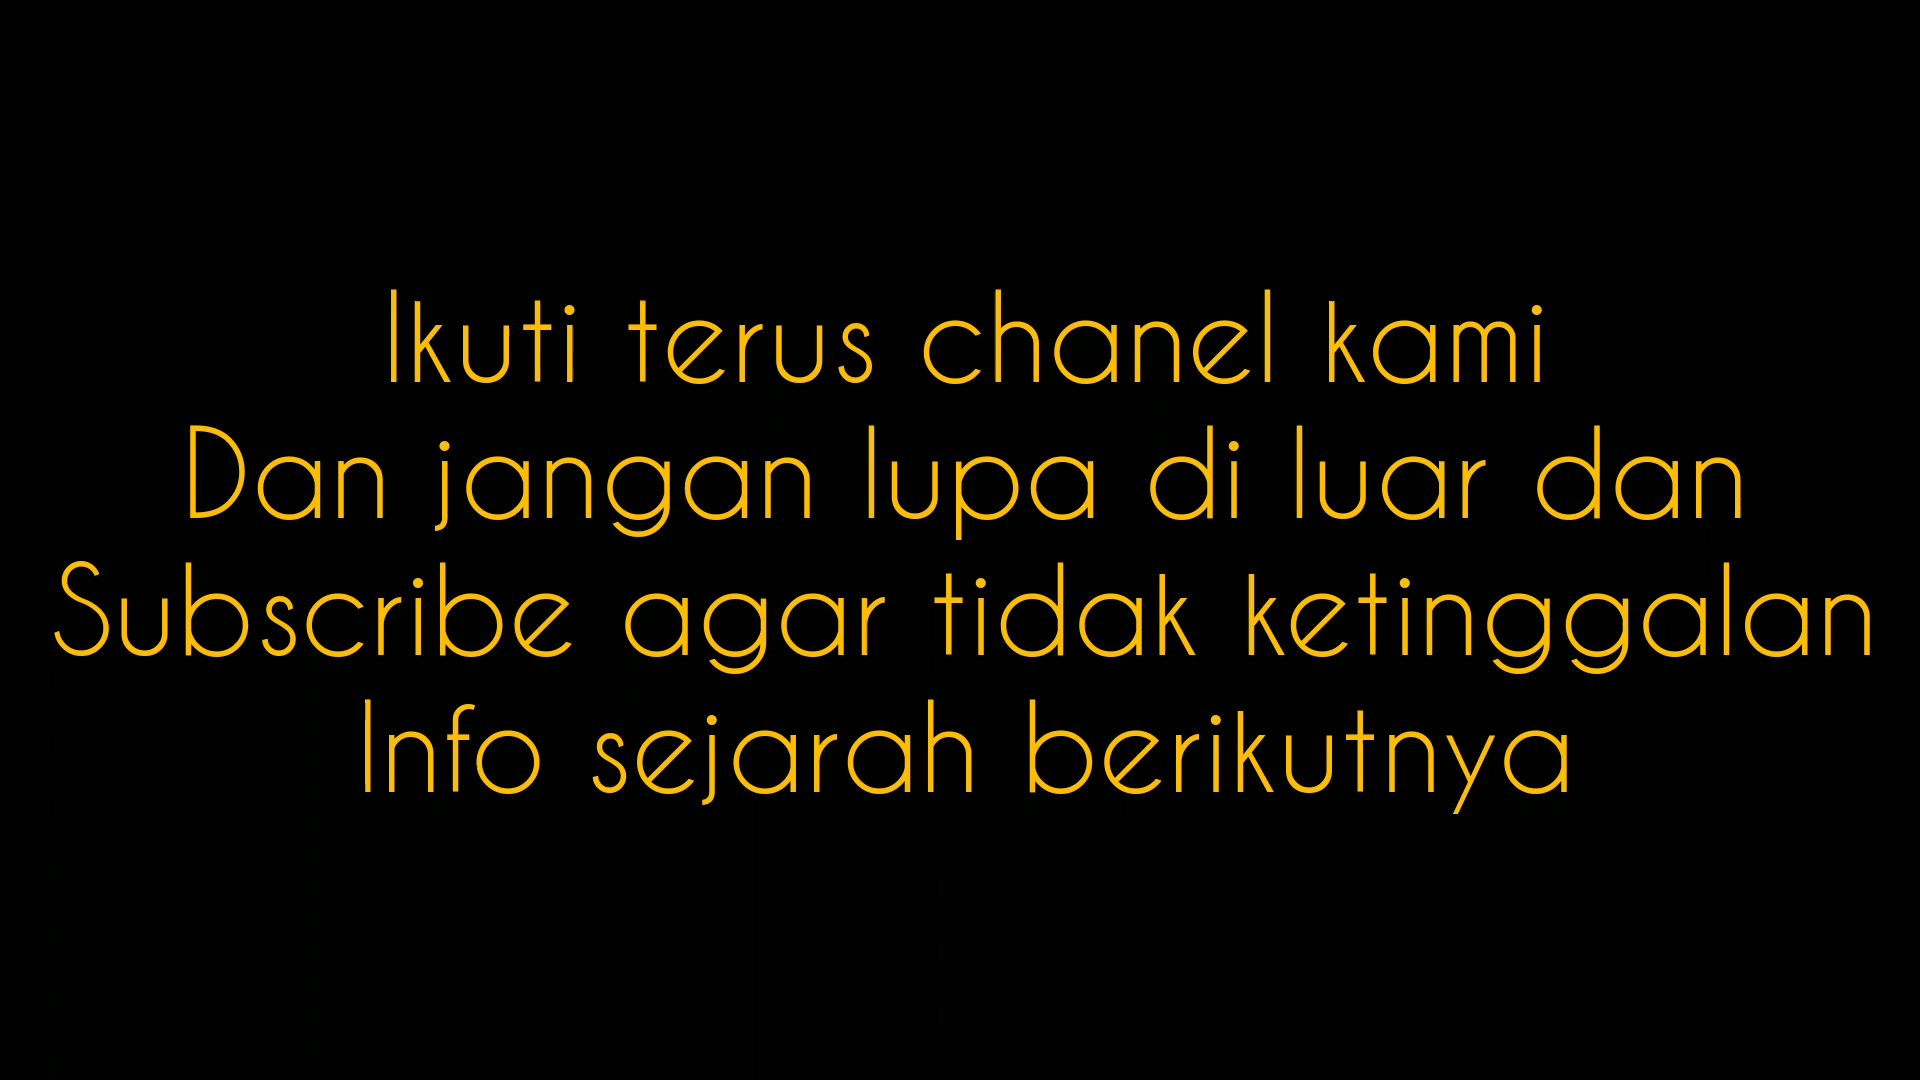 Ikuti terus chanel kami
Dan jangan lupa di luar dan
Subscribe agar tidak ketinggalan
Info sejarah berikutnya